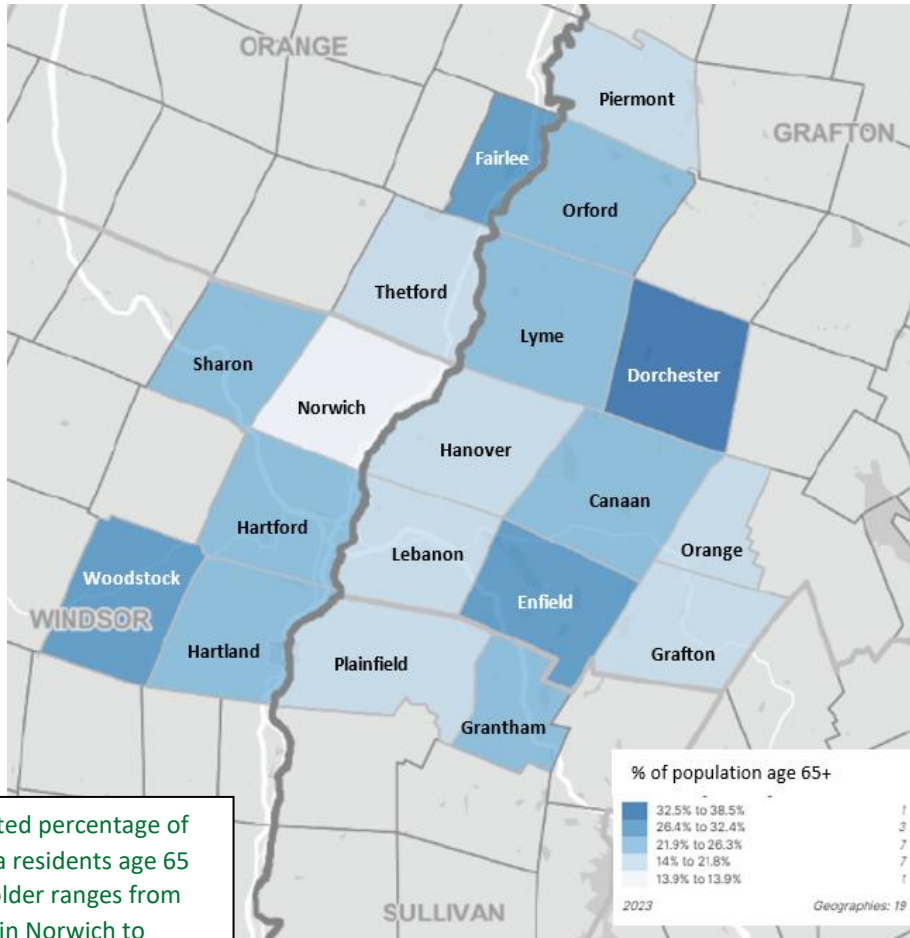 ORANGE
Piermont
GRAFTON
Fairlee
Orford
Thetford
Lyme
Sharon
Dorchester
Norwich
Hanover
Canaan
Hartford
Orange
Lebanon
Woodstock
Enfield
WINDSOR
Hartland
Grafton
Plainfield
Grantham
% of population age 65+
32.5% to 38.5% 1
26.4% to 32.4% 3
21.9% to 26.3% 7
14% to 21.8% 7
13.9% to 13.9% 1
2023 Geographies: 19
ted percentage of
a residents age 65
older ranges from
in Norwich to
SULLIVAN